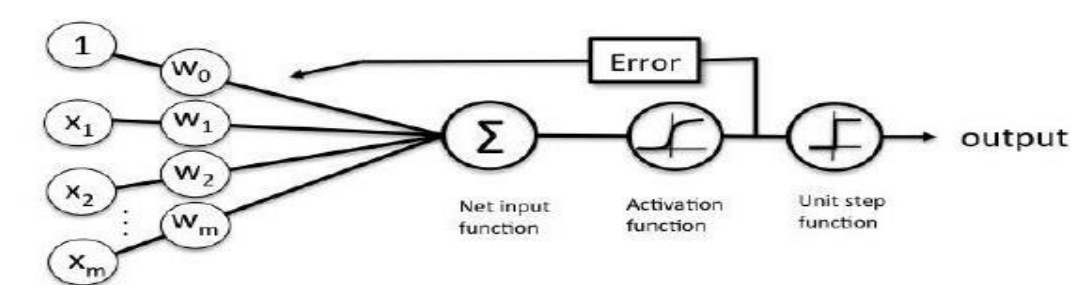 1
w₀
Error
x₁
w₁
Σ
output
x₂
w₂
⋮
wₘ
xₘ
Net input
function
Activation
function
Unit step
function